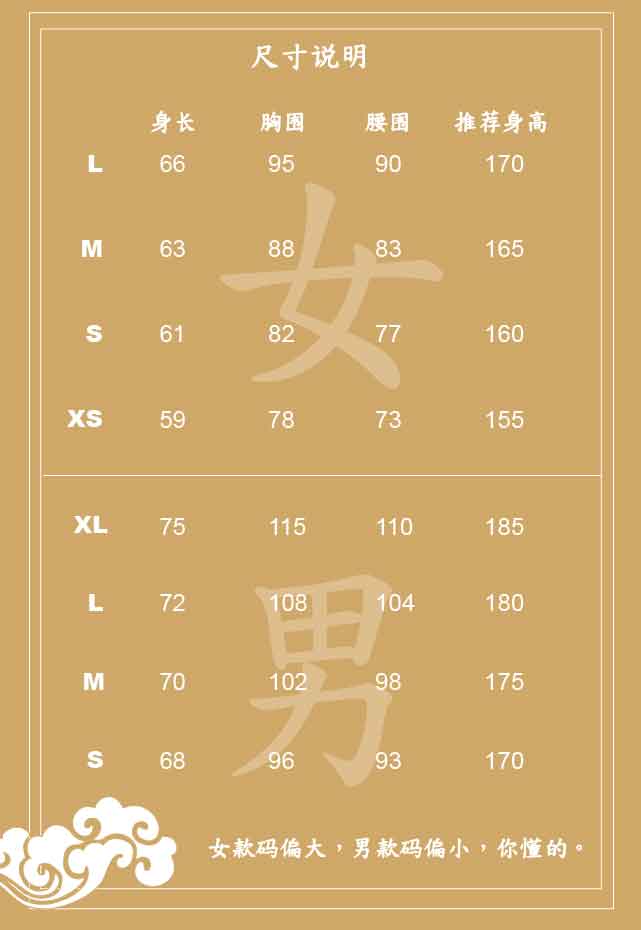 尺寸说明
身长 胸围 腰围 推荐身高
L 66 95 90 170
M 63 88 83 165
女
S 61 82 77 160
XS 59 78 73 155
XL 75 115 110 185
L 72 108 104 180
男
M 70 102 98 175
S 68 96 93 170
女款码偏大，男款码偏小，你懂的。